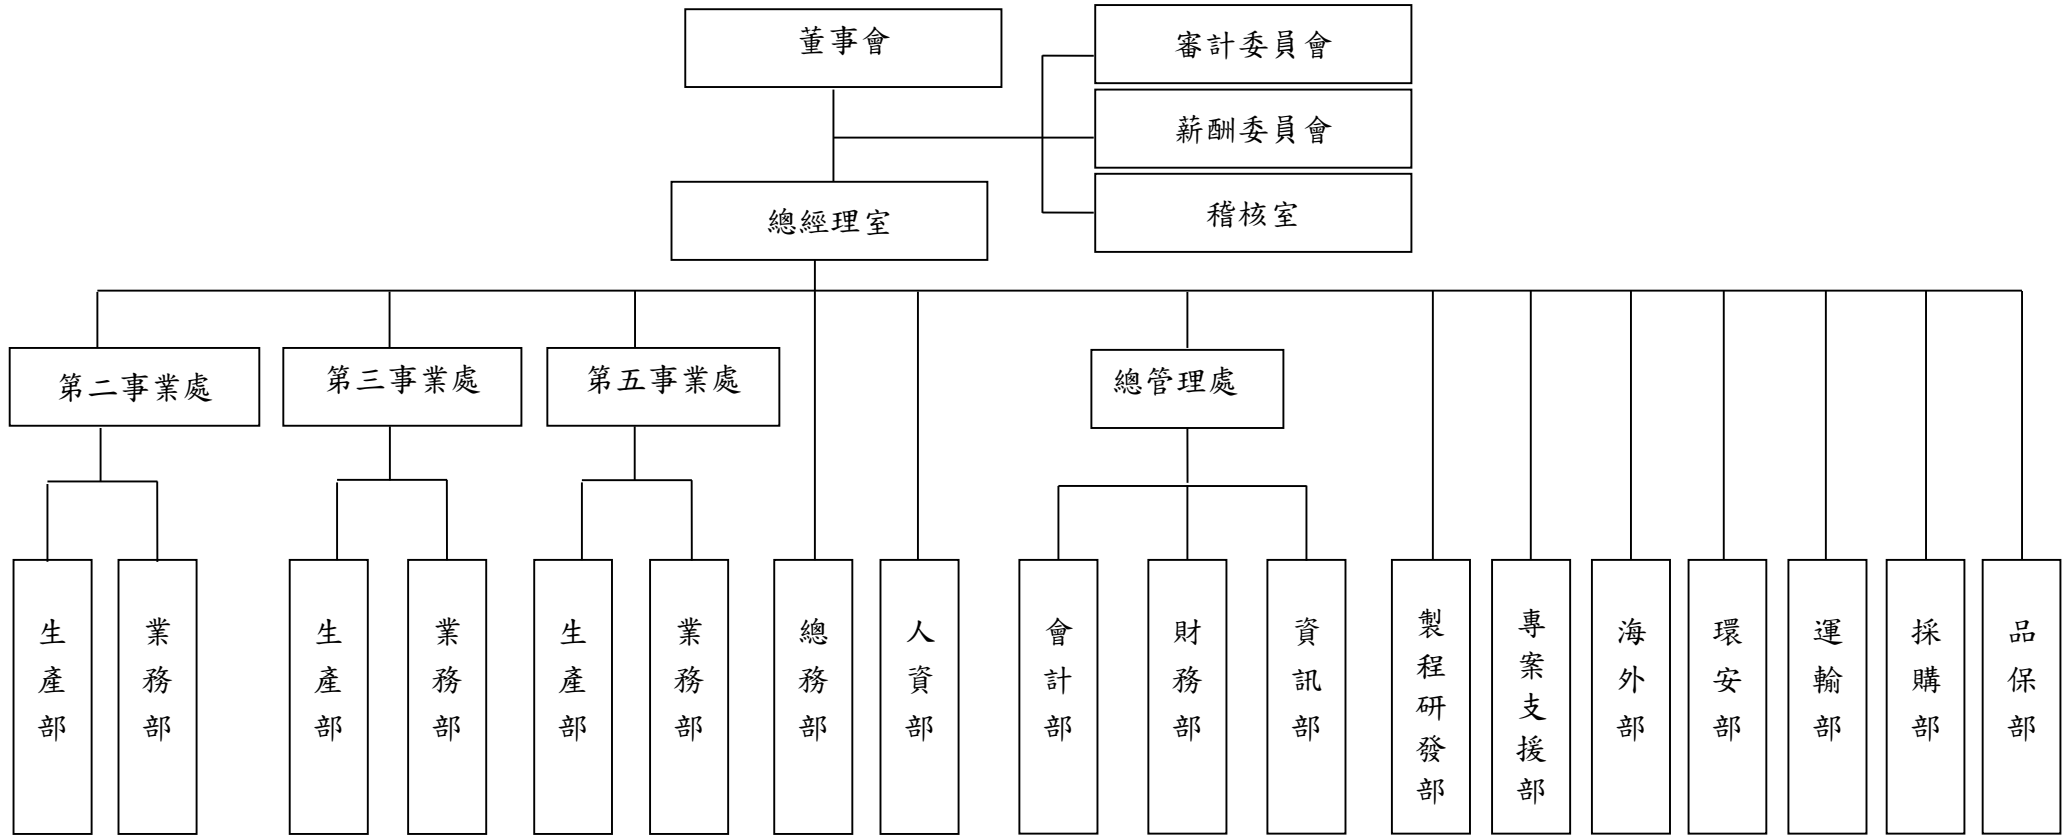 董事會
審計委員會
薪酬委員會
稽核室
總經理室
第二事業處
第三事業處
第五事業處
總管理處
生產部
業務部
生產部
業務部
生產部
業務部
總務部
人資部
會計部
財務部
資訊部
製程研發部
專案支援部
海外部
環安部
運輸部
採購部
品保部